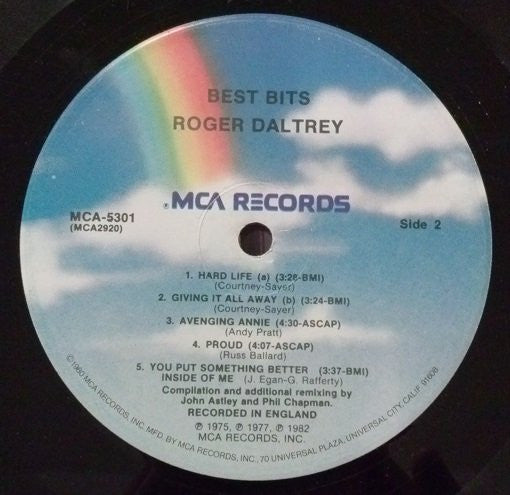 BEST BITS
ROGER DALTREY
®MCA RECORDS
MCA-5301
(MCA2920)
Side 2
1. HARD LIFE (a) (3:28-BMI)
(Courtney-Sayer)
2. GIVING IT ALL AWAY (b) (3:24-BMI)
(Courtney-Sayer)
3. AVENGING ANNIE (4:30-ASCAP)
(Andy Pratt)
4. PROUD (4:07-ASCAP)
(Russ Ballard)
5. YOU PUT SOMETHING BETTER (3:37-BMI)
INSIDE OF ME (J. Egan-G. Rafferty)
Compilation and additional remixing by
John Astley and Phil Chapman.
RECORDED IN ENGLAND
℗ 1975, ℗ 1977, ℗ 1982
MCA RECORDS, INC.
©1980 MCA RECORDS, INC. MFD. BY MCA RECORDS, INC., 70 UNIVERSAL PLAZA, UNIVERSAL CITY, CALIF. 91608